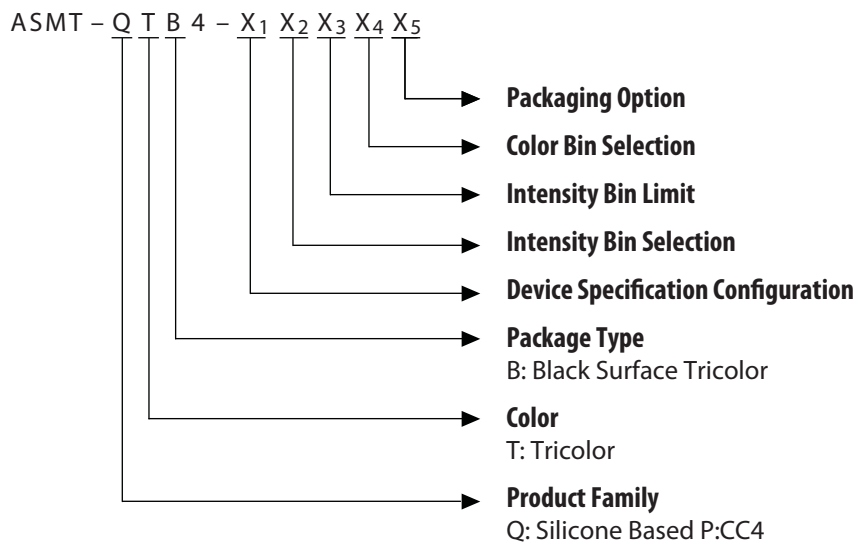 ASMT – Q T B 4 – X1 X2 X3 X4 X5
Packaging Option
Color Bin Selection
Intensity Bin Limit
Intensity Bin Selection
Device Specification Configuration
Package Type
B: Black Surface Tricolor
Color
T: Tricolor
Product Family
Q: Silicone Based P:CC4